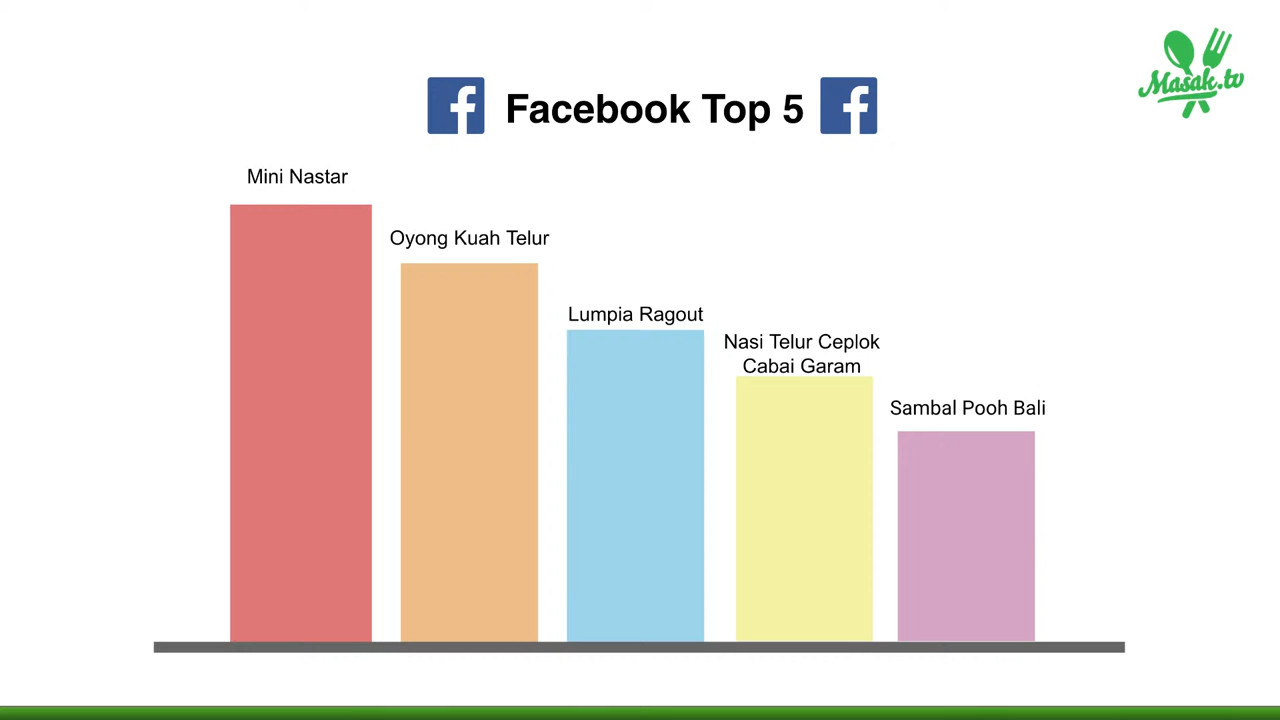 Masak.tv
Facebook Top 5
Mini Nastar
Oyong Kuah Telur
Lumpia Ragout
Nasi Telur Ceplok
Cabai Garam
Sambal Pooh Bali